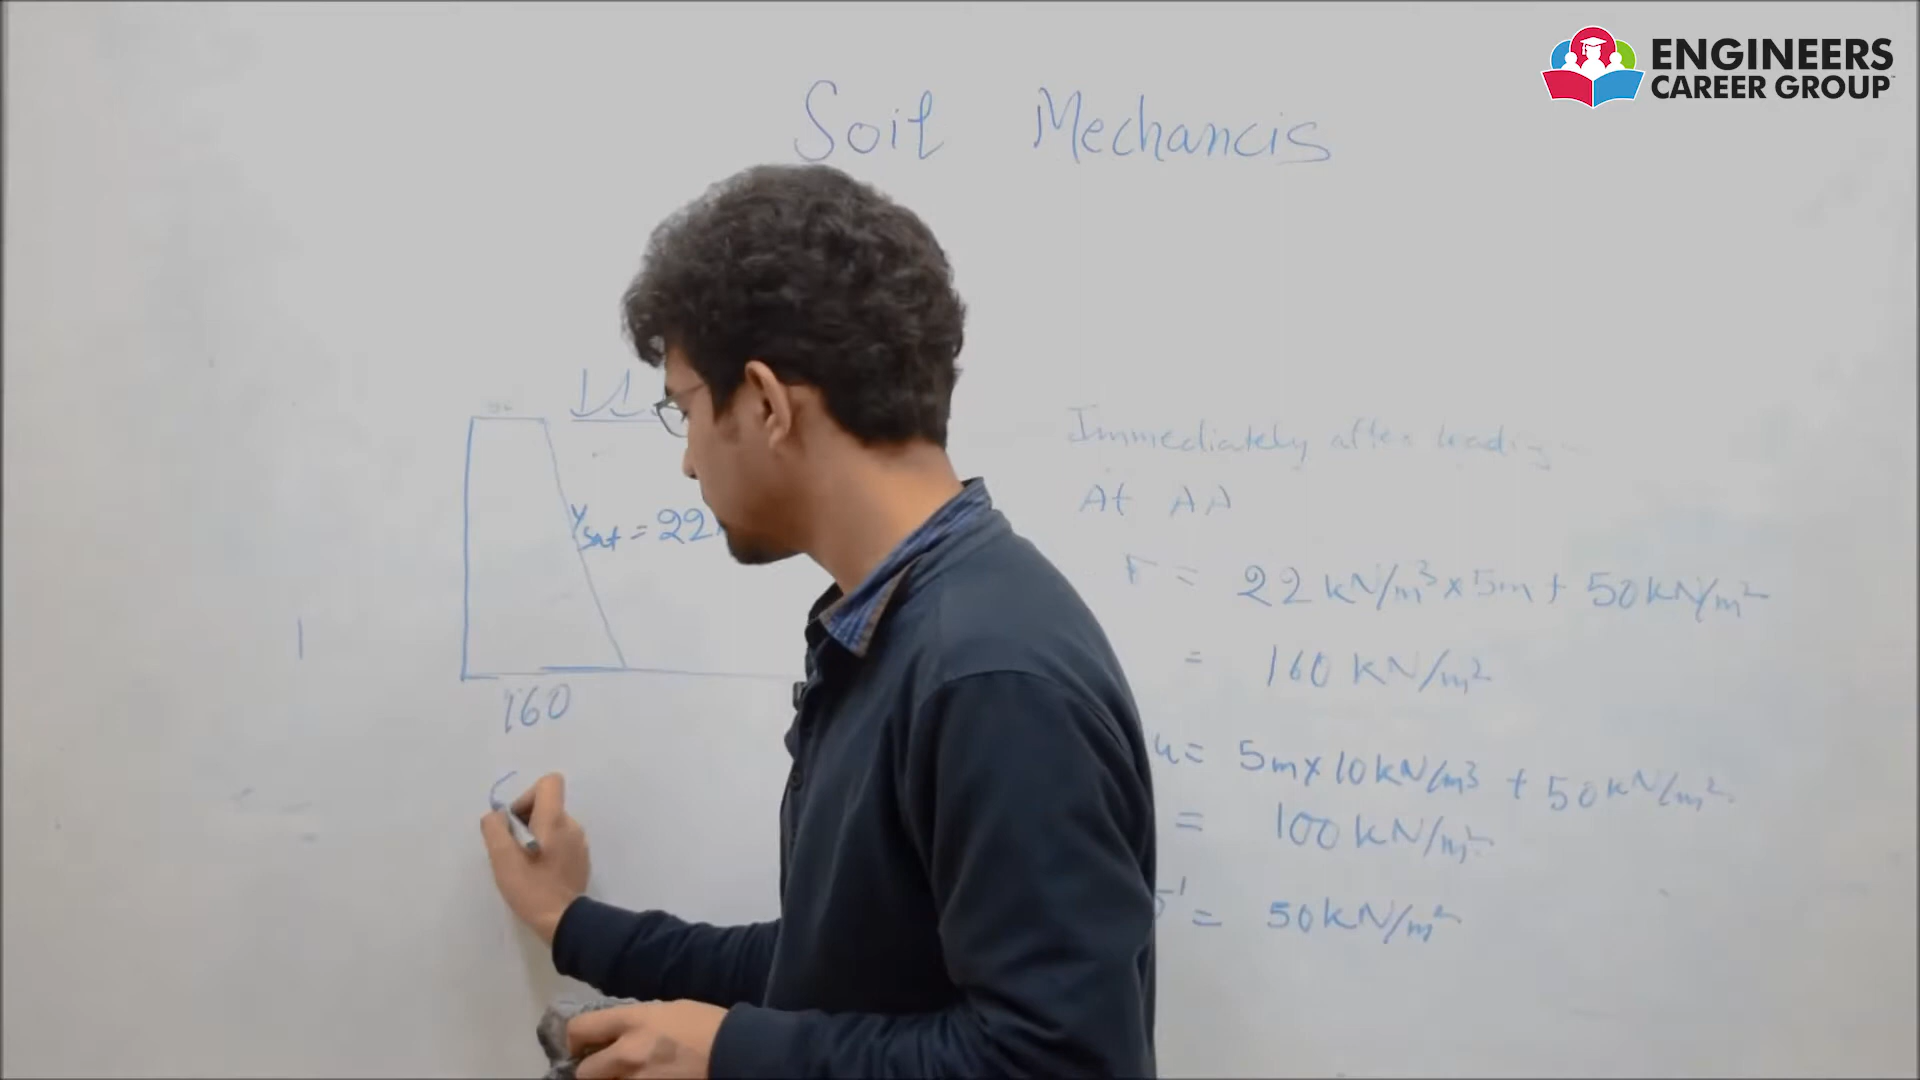 ENGINEERS
CAREER GROUP
Soil Mechancis
Immediately after
At AA
= 22 kN/m³ x 5m + 50 kN/m²
= 160 kN/m²
u = 5m x 10 kN/m³ + 50 kN/m²
= 100 kN/m²
σ' = 50 kN/m²
γsat = 22
160